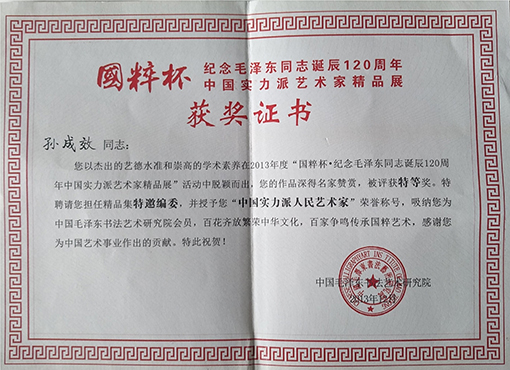 國粹杯
纪念毛泽东同志诞辰120周年
中国实力派艺术家精品展
获奖证书
孙成效 同志：
您以杰出的艺德水准和崇高的学术素养在2013年度“国粹杯·纪念毛泽东同志诞辰120周
年中国实力派艺术家精品展”活动中脱颖而出，您的作品深得名家赞赏，被评获特等奖。特
聘请您担任精品集特邀编委，并授予您“中国实力派人民艺术家”荣誉称号，吸纳您为
中国毛泽东书法艺术研究院会员，百花齐放繁荣中华文化，百家争鸣传承国粹艺术，感谢您
为中国艺术事业作出的贡献。特此祝贺！
中国毛泽东书法艺术研究院
2013年12月